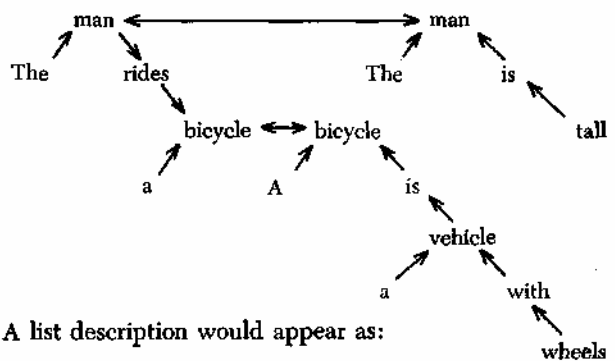 man man
The rides The is
bicycle bicycle tall
a A is
vehicle
a with
A list description would appear as:
wheels